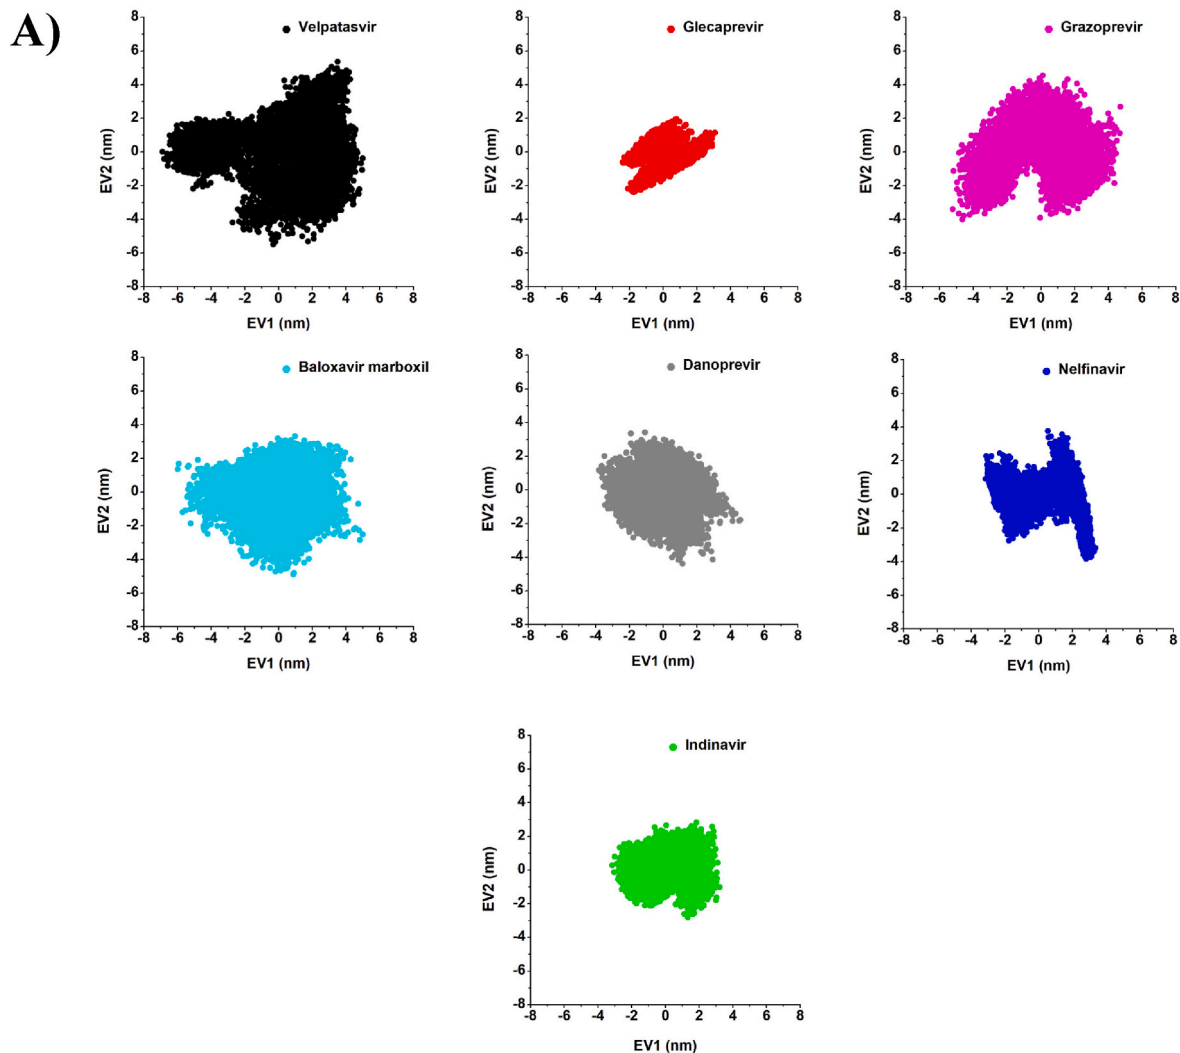 A)
Velpatasvir
Glecaprevir
Grazoprevir
8
8
8
6
6
6
4
4
4
2
2
2
0
0
0
-2
-2
-2
-4
-4
-4
-6
-6
-6
-8
-8
-8
EV2 (nm)
EV2 (nm)
EV2 (nm)
-8 -6 -4 -2 0 2 4 6 8
-8 -6 -4 -2 0 2 4 6 8
-8 -6 -4 -2 0 2 4 6 8
EV1 (nm)
EV1 (nm)
EV1 (nm)
Baloxavir marboxil
Danoprevir
Nelfinavir
8
8
8
6
6
6
4
4
4
2
2
2
0
0
0
-2
-2
-2
-4
-4
-4
-6
-6
-6
-8
-8
-8
EV2 (nm)
EV2 (nm)
EV2 (nm)
-8 -6 -4 -2 0 2 4 6 8
-8 -6 -4 -2 0 2 4 6 8
-8 -6 -4 -2 0 2 4 6 8
EV1 (nm)
EV1 (nm)
EV1 (nm)
Indinavir
8
6
4
2
0
-2
-4
-6
-8
EV2 (nm)
-8 -6 -4 -2 0 2 4 6 8
EV1 (nm)